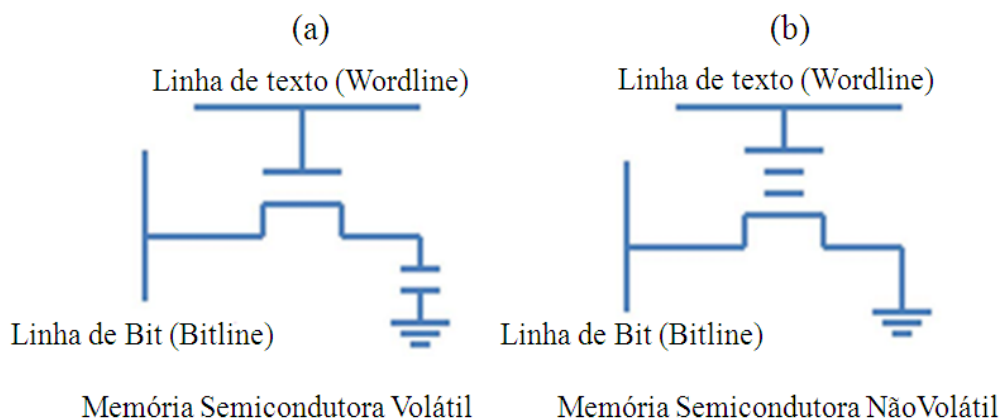 (a)
(b)
Linha de texto (Wordline)
Linha de texto (Wordline)
Linha de Bit (Bitline)
Linha de Bit (Bitline)
Memória Semicondutora Volátil
Memória Semicondutora NãoVolátil